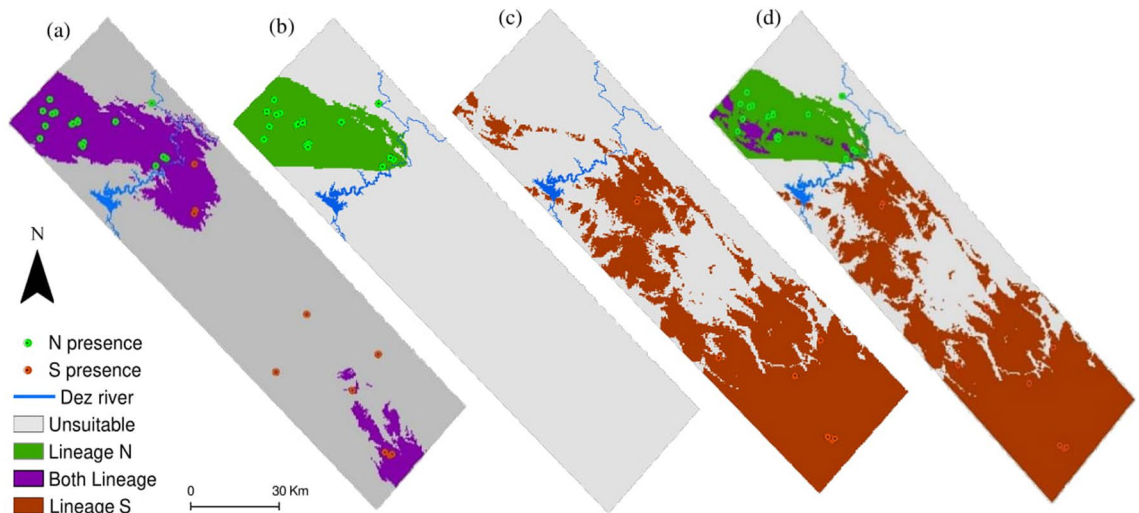 (a)
(b)
(c)
(d)
N
N presence
S presence
Dez river
Unsuitable
Lineage N
Both Lineage
Lineage S
0 30 Km